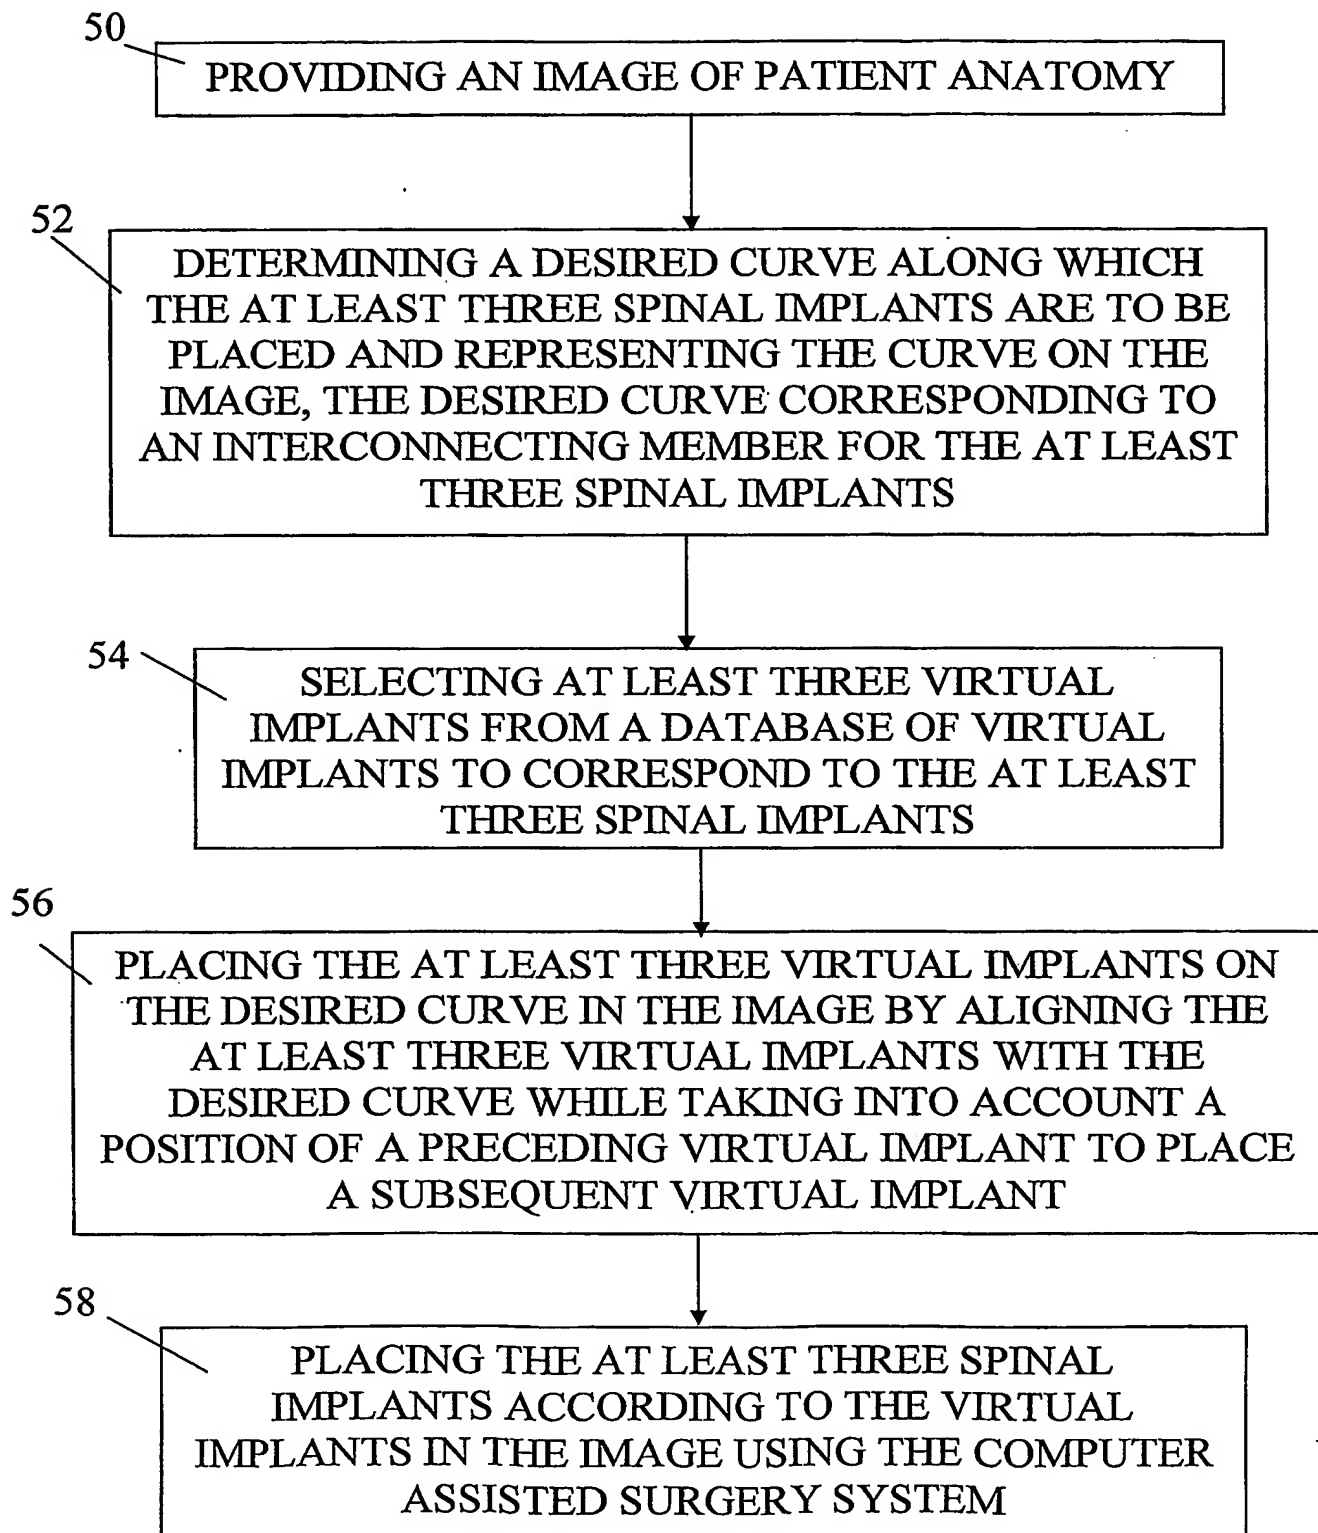 50
PROVIDING AN IMAGE OF PATIENT ANATOMY
52
DETERMINING A DESIRED CURVE ALONG WHICH
THE AT LEAST THREE SPINAL IMPLANTS ARE TO BE
PLACED AND REPRESENTING THE CURVE ON THE
IMAGE, THE DESIRED CURVE CORRESPONDING TO
AN INTERCONNECTING MEMBER FOR THE AT LEAST
THREE SPINAL IMPLANTS
54
SELECTING AT LEAST THREE VIRTUAL
IMPLANTS FROM A DATABASE OF VIRTUAL
IMPLANTS TO CORRESPOND TO THE AT LEAST
THREE SPINAL IMPLANTS
56
PLACING THE AT LEAST THREE VIRTUAL IMPLANTS ON
THE DESIRED CURVE IN THE IMAGE BY ALIGNING THE
AT LEAST THREE VIRTUAL IMPLANTS WITH THE
DESIRED CURVE WHILE TAKING INTO ACCOUNT A
POSITION OF A PRECEDING VIRTUAL IMPLANT TO PLACE
A SUBSEQUENT VIRTUAL IMPLANT
58
PLACING THE AT LEAST THREE SPINAL
IMPLANTS ACCORDING TO THE VIRTUAL
IMPLANTS IN THE IMAGE USING THE COMPUTER
ASSISTED SURGERY SYSTEM